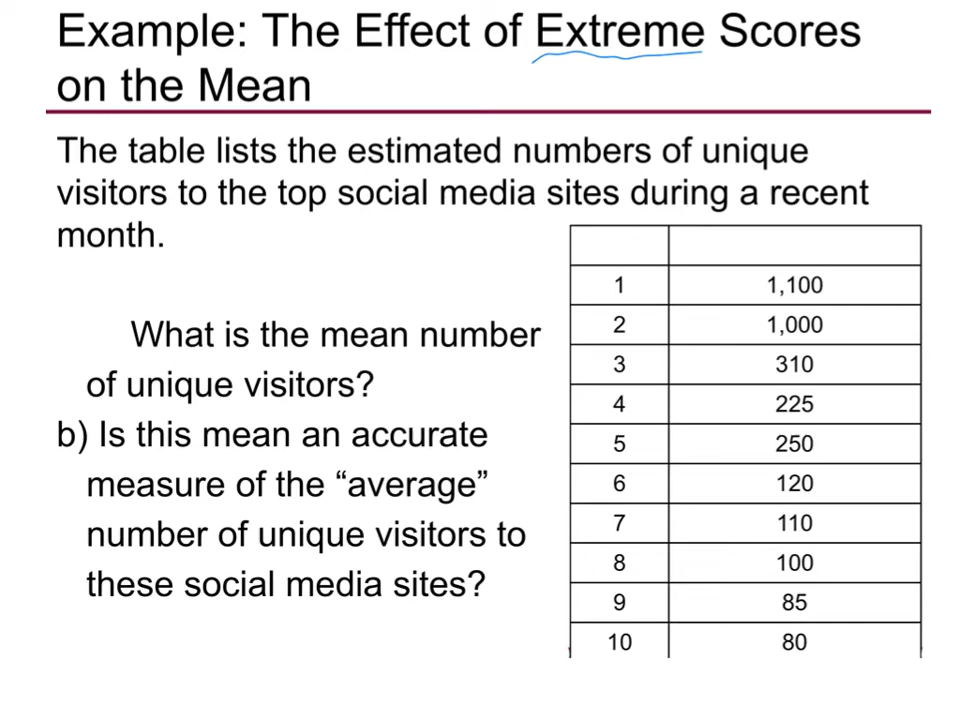 Example: The Effect of Extreme Scores
on the Mean
The table lists the estimated numbers of unique
visitors to the top social media sites during a recent
month.
What is the mean number
of unique visitors?
b) Is this mean an accurate
measure of the “average”
number of unique visitors to
these social media sites?
1 1,100
2 1,000
3 310
4 225
5 250
6 120
7 110
8 100
9 85
10 80